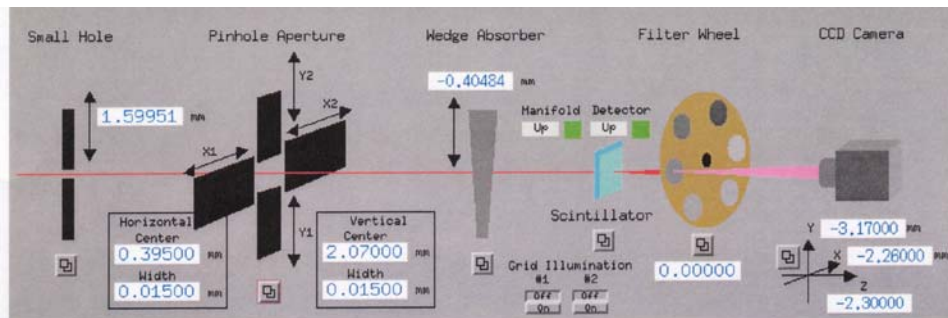 Small Hole
Pinhole Aperture
Wedge Absorber
Filter Wheel
CCD Camera
Y2
-0.40484 mm
X2
1.59951 mm
Manifold Detector
Up Up
X1
Scintillator
Horizontal
Center
0.39500 mm
Width
0.01500 mm
Y1
Vertical
Center
2.07000 mm
Width
0.01500 mm
Grid Illumination
#1 #2
Off Off
On On
0.00000
Y -3.17000 mm
X -2.26000 mm
Z
-2.30000